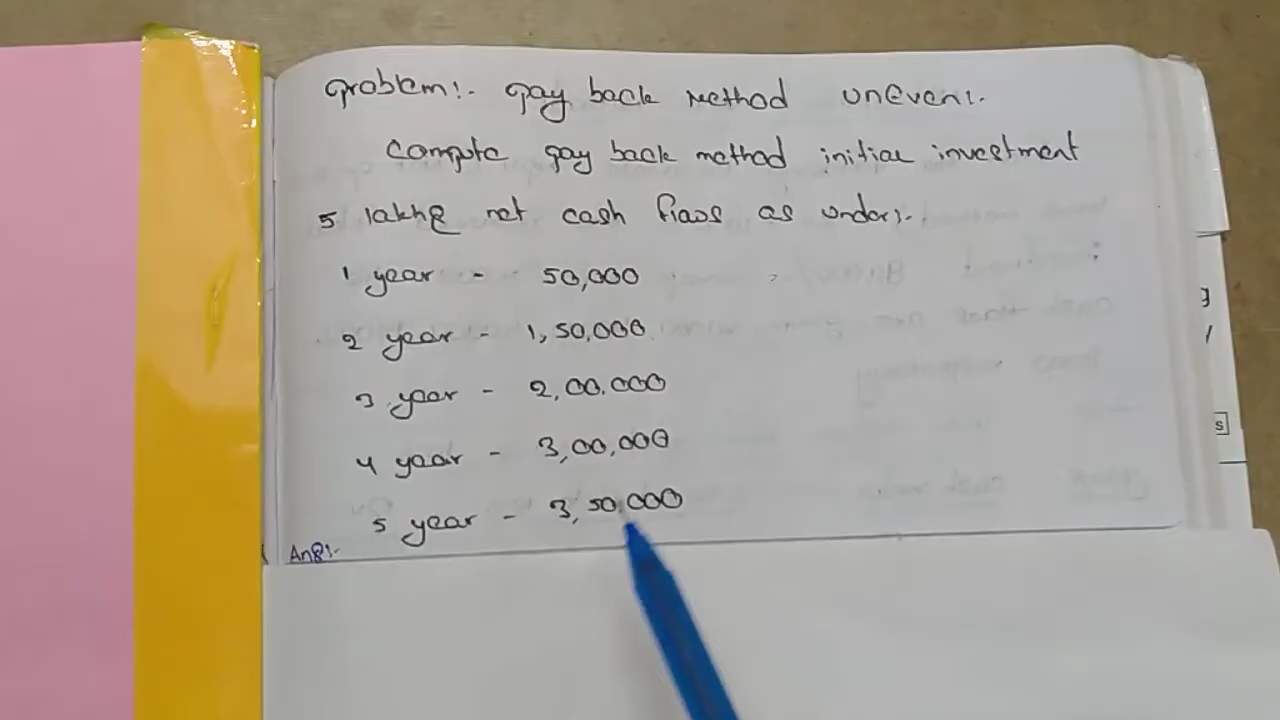 problem:- pay back method uneven:-
compute pay back method initial investment
5 lakhs net cash flows as under:-
1 year - 50,000
2 year - 1,50,000
3 year - 2,00,000
4 year - 3,00,000
5 year - 3,50,000
Ans:-